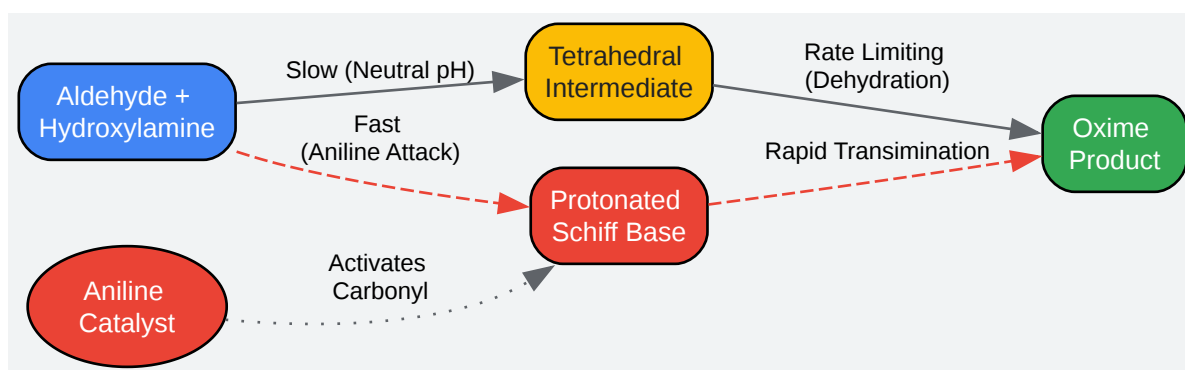 Aldehyde +
Hydroxylamine
Slow (Neutral pH)
Tetrahedral
Intermediate
Rate Limiting
(Dehydration)
Fast
(Aniline Attack)
Oxime
Product
Protonated
Schiff Base
Rapid Transimination
Aniline
Catalyst
Activates
Carbonyl